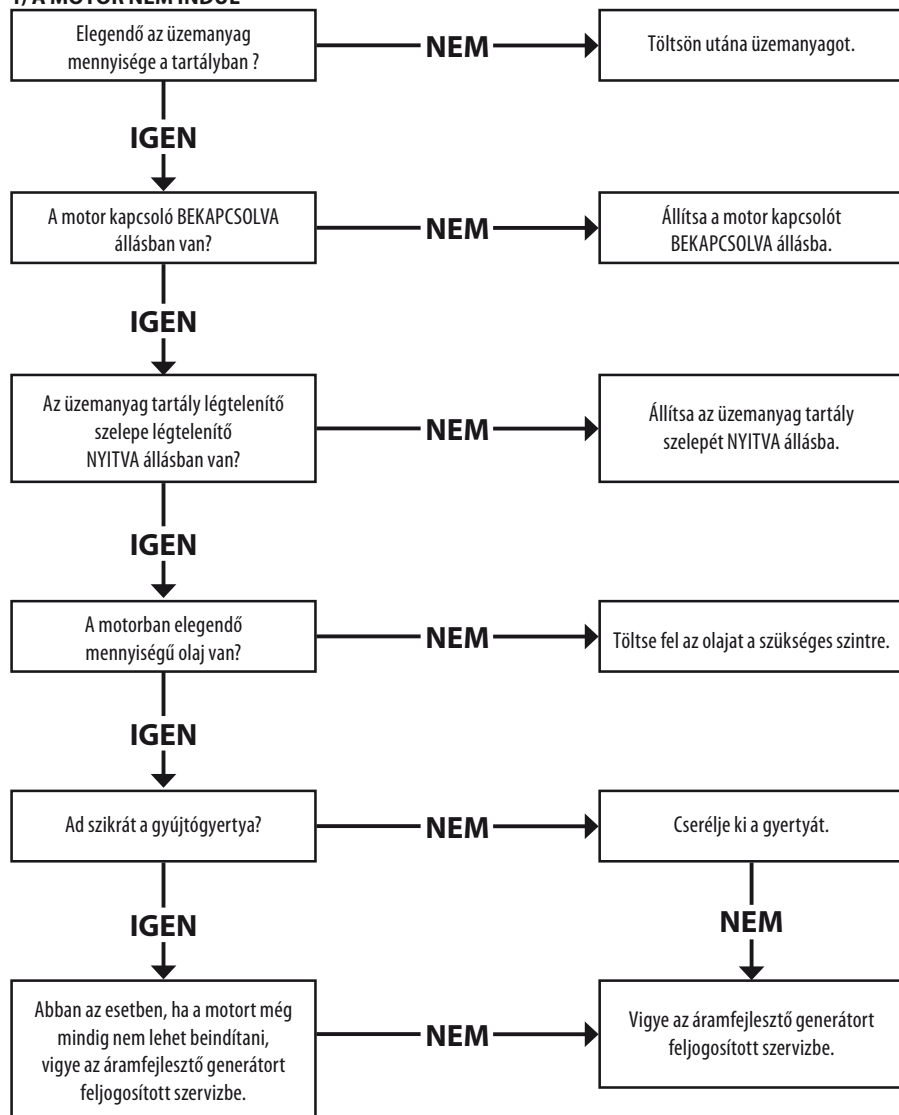 1) A MOTOR NEM INDUL
Elegendő az üzemanyag
mennyisége a tartályban ?
NEM
Töltsön utána üzemanyagot.
IGEN
A motor kapcsoló BEKAPCSOLVA
állásban van?
NEM
Állítsa a motor kapcsolót
BEKAPCSOLVA állásba.
IGEN
Az üzemanyag tartály légtelenítő
szelepe légtelenítő
NYITVA állásban van?
NEM
Állítsa az üzemanyag tartály
szelepét NYITVA állásba.
IGEN
A motorban elegendő
mennyiségű olaj van?
NEM
Töltse fel az olajat a szükséges szintre.
IGEN
Ad szikrát a gyújtógyertya?
NEM
Cserélje ki a gyertyát.
IGEN
NEM
Abban az esetben, ha a motort még
mindig nem lehet beindítani,
vigye az áramfejlesztő generátort
feljogosított szervizbe.
NEM
Vigye az áramfejlesztő generátort
feljogosított szervizbe.